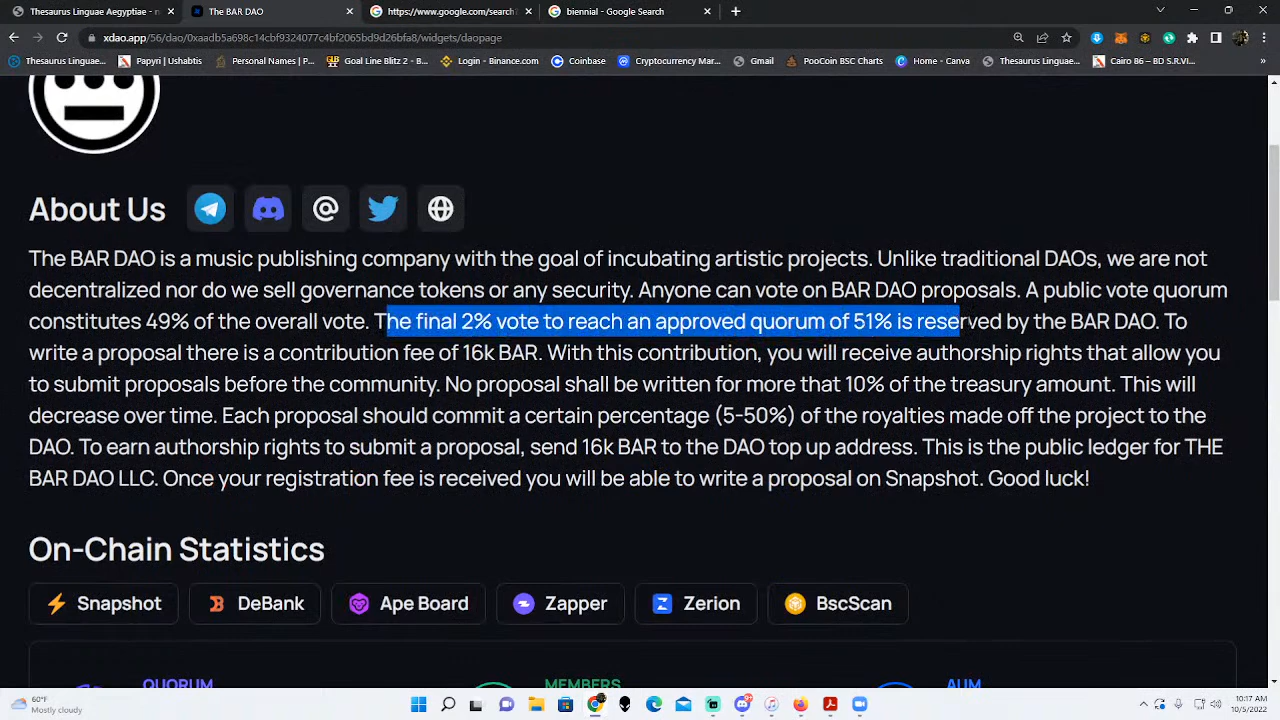 Thesaurus Linguae Aegyptiae - n
The BAR DAO
https://www.google.com/search?
biennial - Google Search
xdao.app/56/dao/0xaadb5a698c14cbf9324077c4bf2065bd9d26bfa8/widgets/daopage
Thesaurus Linguae...
Papyri | Ushabtis
Personal Names | P...
Goal Line Blitz 2 - B...
Login - Binance.com
Coinbase
Cryptocurrency Mar...
Gmail
PooCoin BSC Charts
Home - Canva
Thesaurus Linguae...
Cairo 86 – BD S.R.VI...
»
About Us
The BAR DAO is a music publishing company with the goal of incubating artistic projects. Unlike traditional DAOs, we are not
decentralized nor do we sell governance tokens or any security. Anyone can vote on BAR DAO proposals. A public vote quorum
constitutes 49% of the overall vote. The final 2% vote to reach an approved quorum of 51% is reserved by the BAR DAO. To
write a proposal there is a contribution fee of 16k BAR. With this contribution, you will receive authorship rights that allow you
to submit proposals before the community. No proposal shall be written for more that 10% of the treasury amount. This will
decrease over time. Each proposal should commit a certain percentage (5-50%) of the royalties made off the project to the
DAO. To earn authorship rights to submit a proposal, send 16k BAR to the DAO top up address. This is the public ledger for THE
BAR DAO LLC. Once your registration fee is received you will be able to write a proposal on Snapshot. Good luck!
On-Chain Statistics
Snapshot
DeBank
Ape Board
Zapper
Zerion
BscScan
QUORUM
MEMBERS
AUM
60°F
Mostly cloudy
10:17 AM
10/5/2022